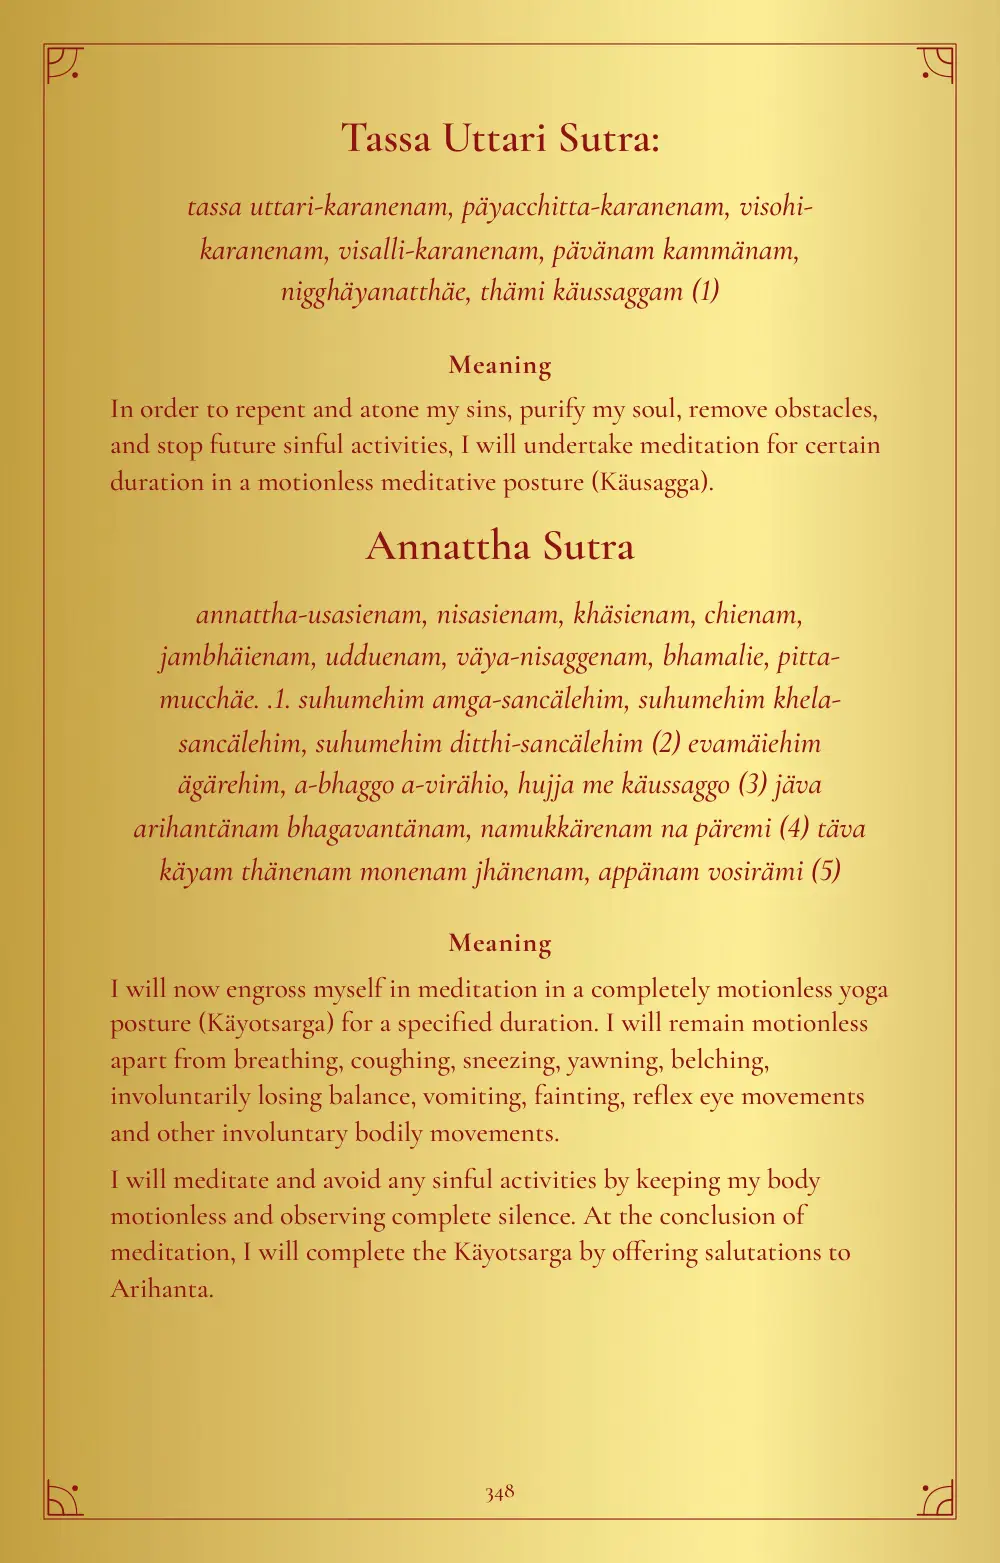 Tassa Uttari Sutra:
tassa uttari-karanenam, päyacchitta-karanenam, visohi-
karanenam, visalli-karanenam, pävänam kammänam,
nigghäyanatthäe, thämi käussaggam (1)
Meaning
In order to repent and atone my sins, purify my soul, remove obstacles,
and stop future sinful activities, I will undertake meditation for certain
duration in a motionless meditative posture (Käusagga).
Annattha Sutra
annattha-usasienam, nisasienam, khäsienam, chienam,
jambhäienam, udduenam, väya-nisaggenam, bhamalie, pitta-
mucchäe. .1. suhumehim amga-sancälehim, suhumehim khela-
sancälehim, suhumehim ditthi-sancälehim (2) evamäiehim
ägärehim, a-bhaggo a-virähio, hujja me käussaggo (3) jäva
arihantänam bhagavantänam, namukkärenam na päremi (4) täva
käyam thänenam monenam jhänenam, appänam vosirämi (5)
Meaning
I will now engross myself in meditation in a completely motionless yoga
posture (Käyotsarga) for a specified duration. I will remain motionless
apart from breathing, coughing, sneezing, yawning, belching,
involuntarily losing balance, vomiting, fainting, reflex eye movements
and other involuntary bodily movements.
I will meditate and avoid any sinful activities by keeping my body
motionless and observing complete silence. At the conclusion of
meditation, I will complete the Käyotsarga by offering salutations to
Arihanta.
348